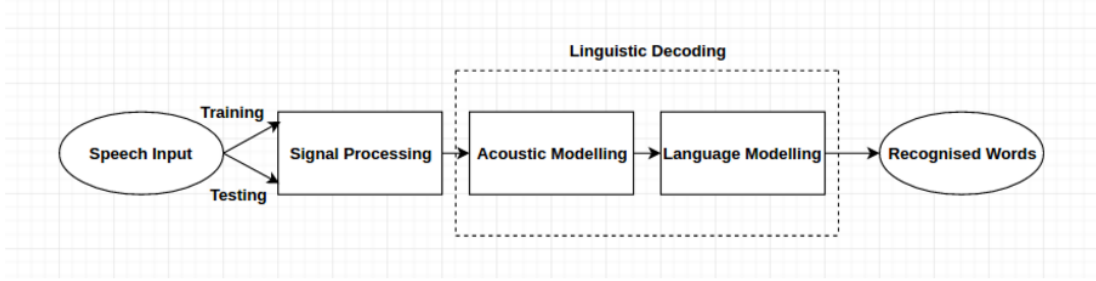 Linguistic Decoding
Training
Speech Input
Signal Processing
Acoustic Modelling
Language Modelling
Recognised Words
Testing